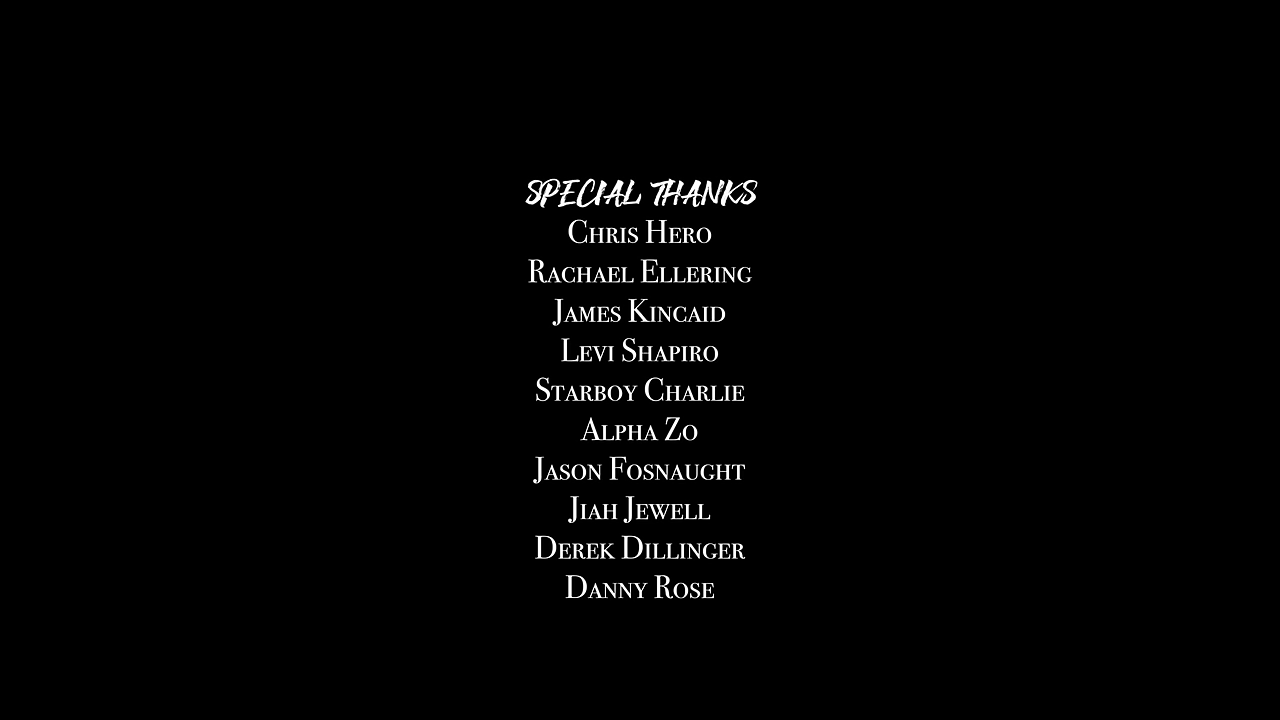 SPECIAL THANKS
Chris Hero
Rachael Ellering
James Kincaid
Levi Shapiro
Starboy Charlie
Alpha Zo
Jason Fosnaught
Jiah Jewell
Derek Dillinger
Danny Rose